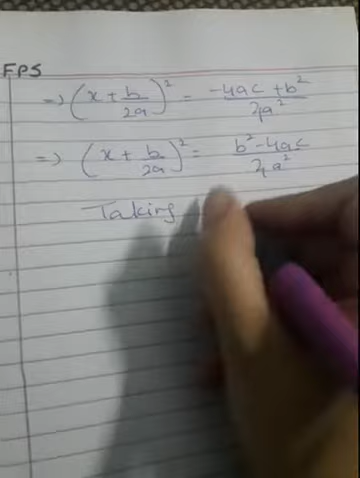 FPS
=> (x + b/2a)² = -4ac + b²/4a²
=> (x + b/2a)² = b² - 4ac/4a²
Taking